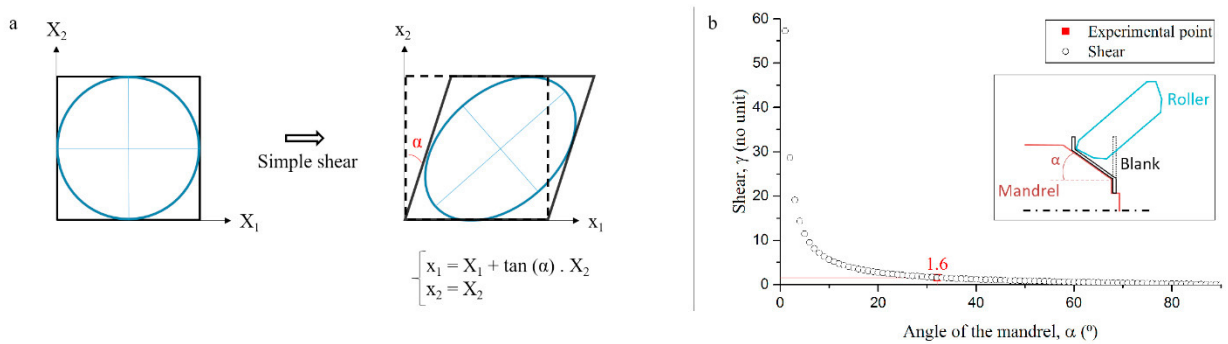 a
X2
X1
Simple shear
x2
α
x1
x1 = X1 + tan (α) . X2
x2 = X2
b
Experimental point
Shear
Shear, γ (no unit)
60
50
40
30
20
10
0
1.6
Roller
α
Blank
Mandrel
0
20
40
60
80
Angle of the mandrel, α (º)